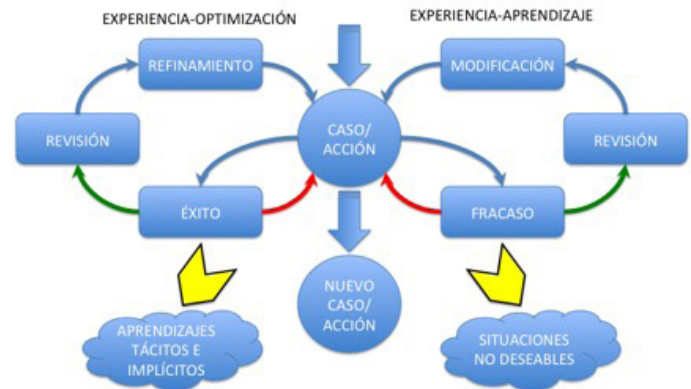 EXPERIENCIA-OPTIMIZACIÓN
EXPERIENCIA-APRENDIZAJE
REFINAMIENTO
MODIFICACIÓN
REVISIÓN
CASO/
ACCIÓN
REVISIÓN
ÉXITO
FRACASO
NUEVO
CASO/
ACCIÓN
APRENDIZAJES
TÁCITOS E
IMPLÍCITOS
SITUACIONES
NO DESEABLES